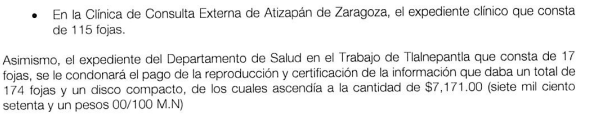 • En la Clínica de Consulta Externa de Atizapán de Zaragoza, el expediente clínico que consta
de 115 fojas.
Asimismo, el expediente del Departamento de Salud en el Trabajo de Tlalnepantla que consta de 17
fojas, se le condonará el pago de la reproducción y certificación de la información que daba un total de
174 fojas y un disco compacto, de los cuales ascendía a la cantidad de $7,171.00 (siete mil ciento
setenta y un pesos 00/100 M.N)